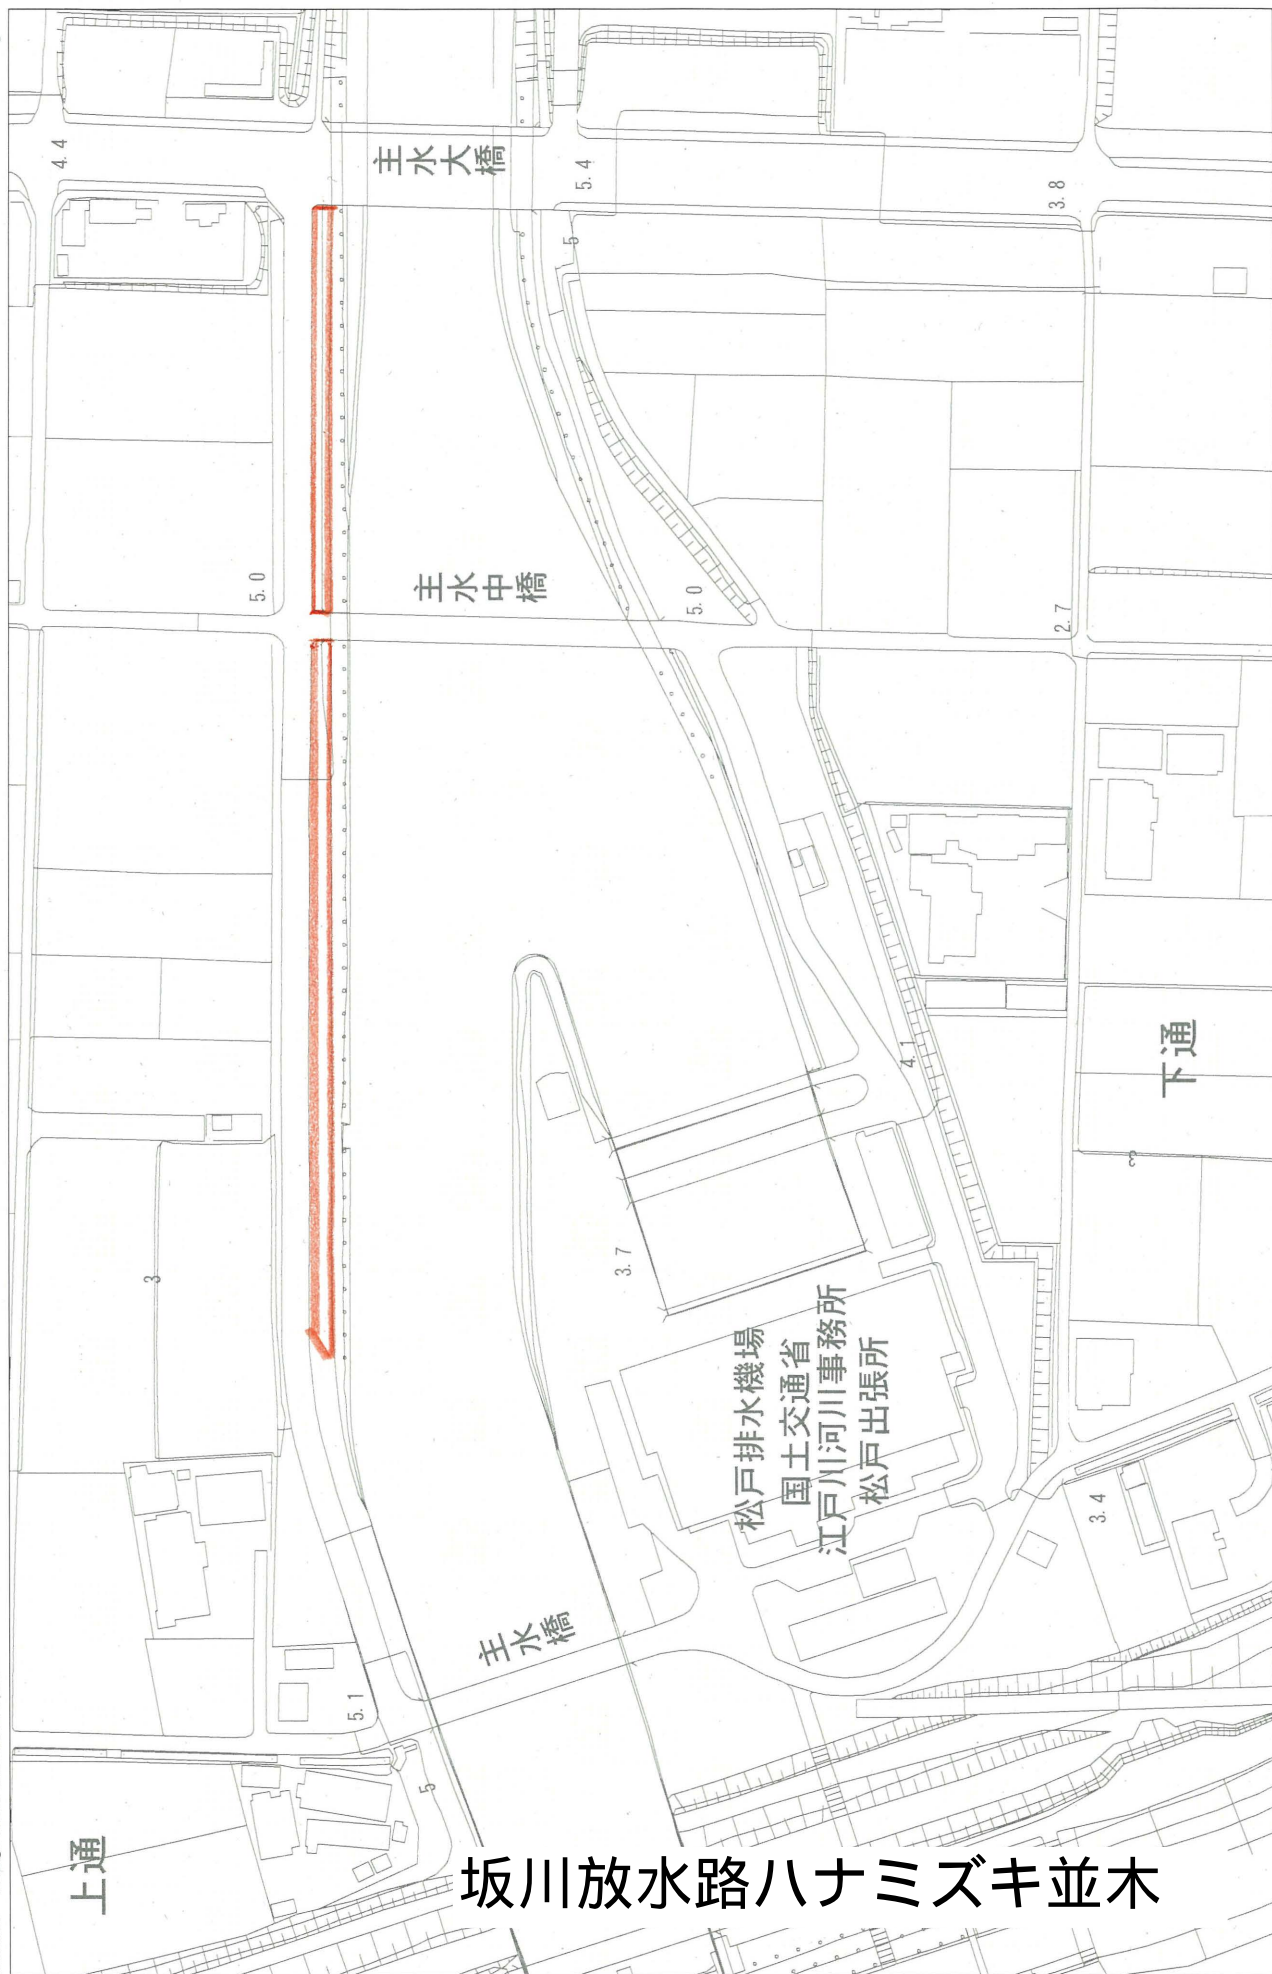 4.4
主水大橋
5.4
3.8
5
5.0
主水中橋
5.0
2.7
4.1
下通
3
3
3.7
松戸排水機場
国土交通省
江戸川河川事務所
松戸出張所
3.4
主水橋
5.1
5
上通
坂川放水路ハナミズキ並木